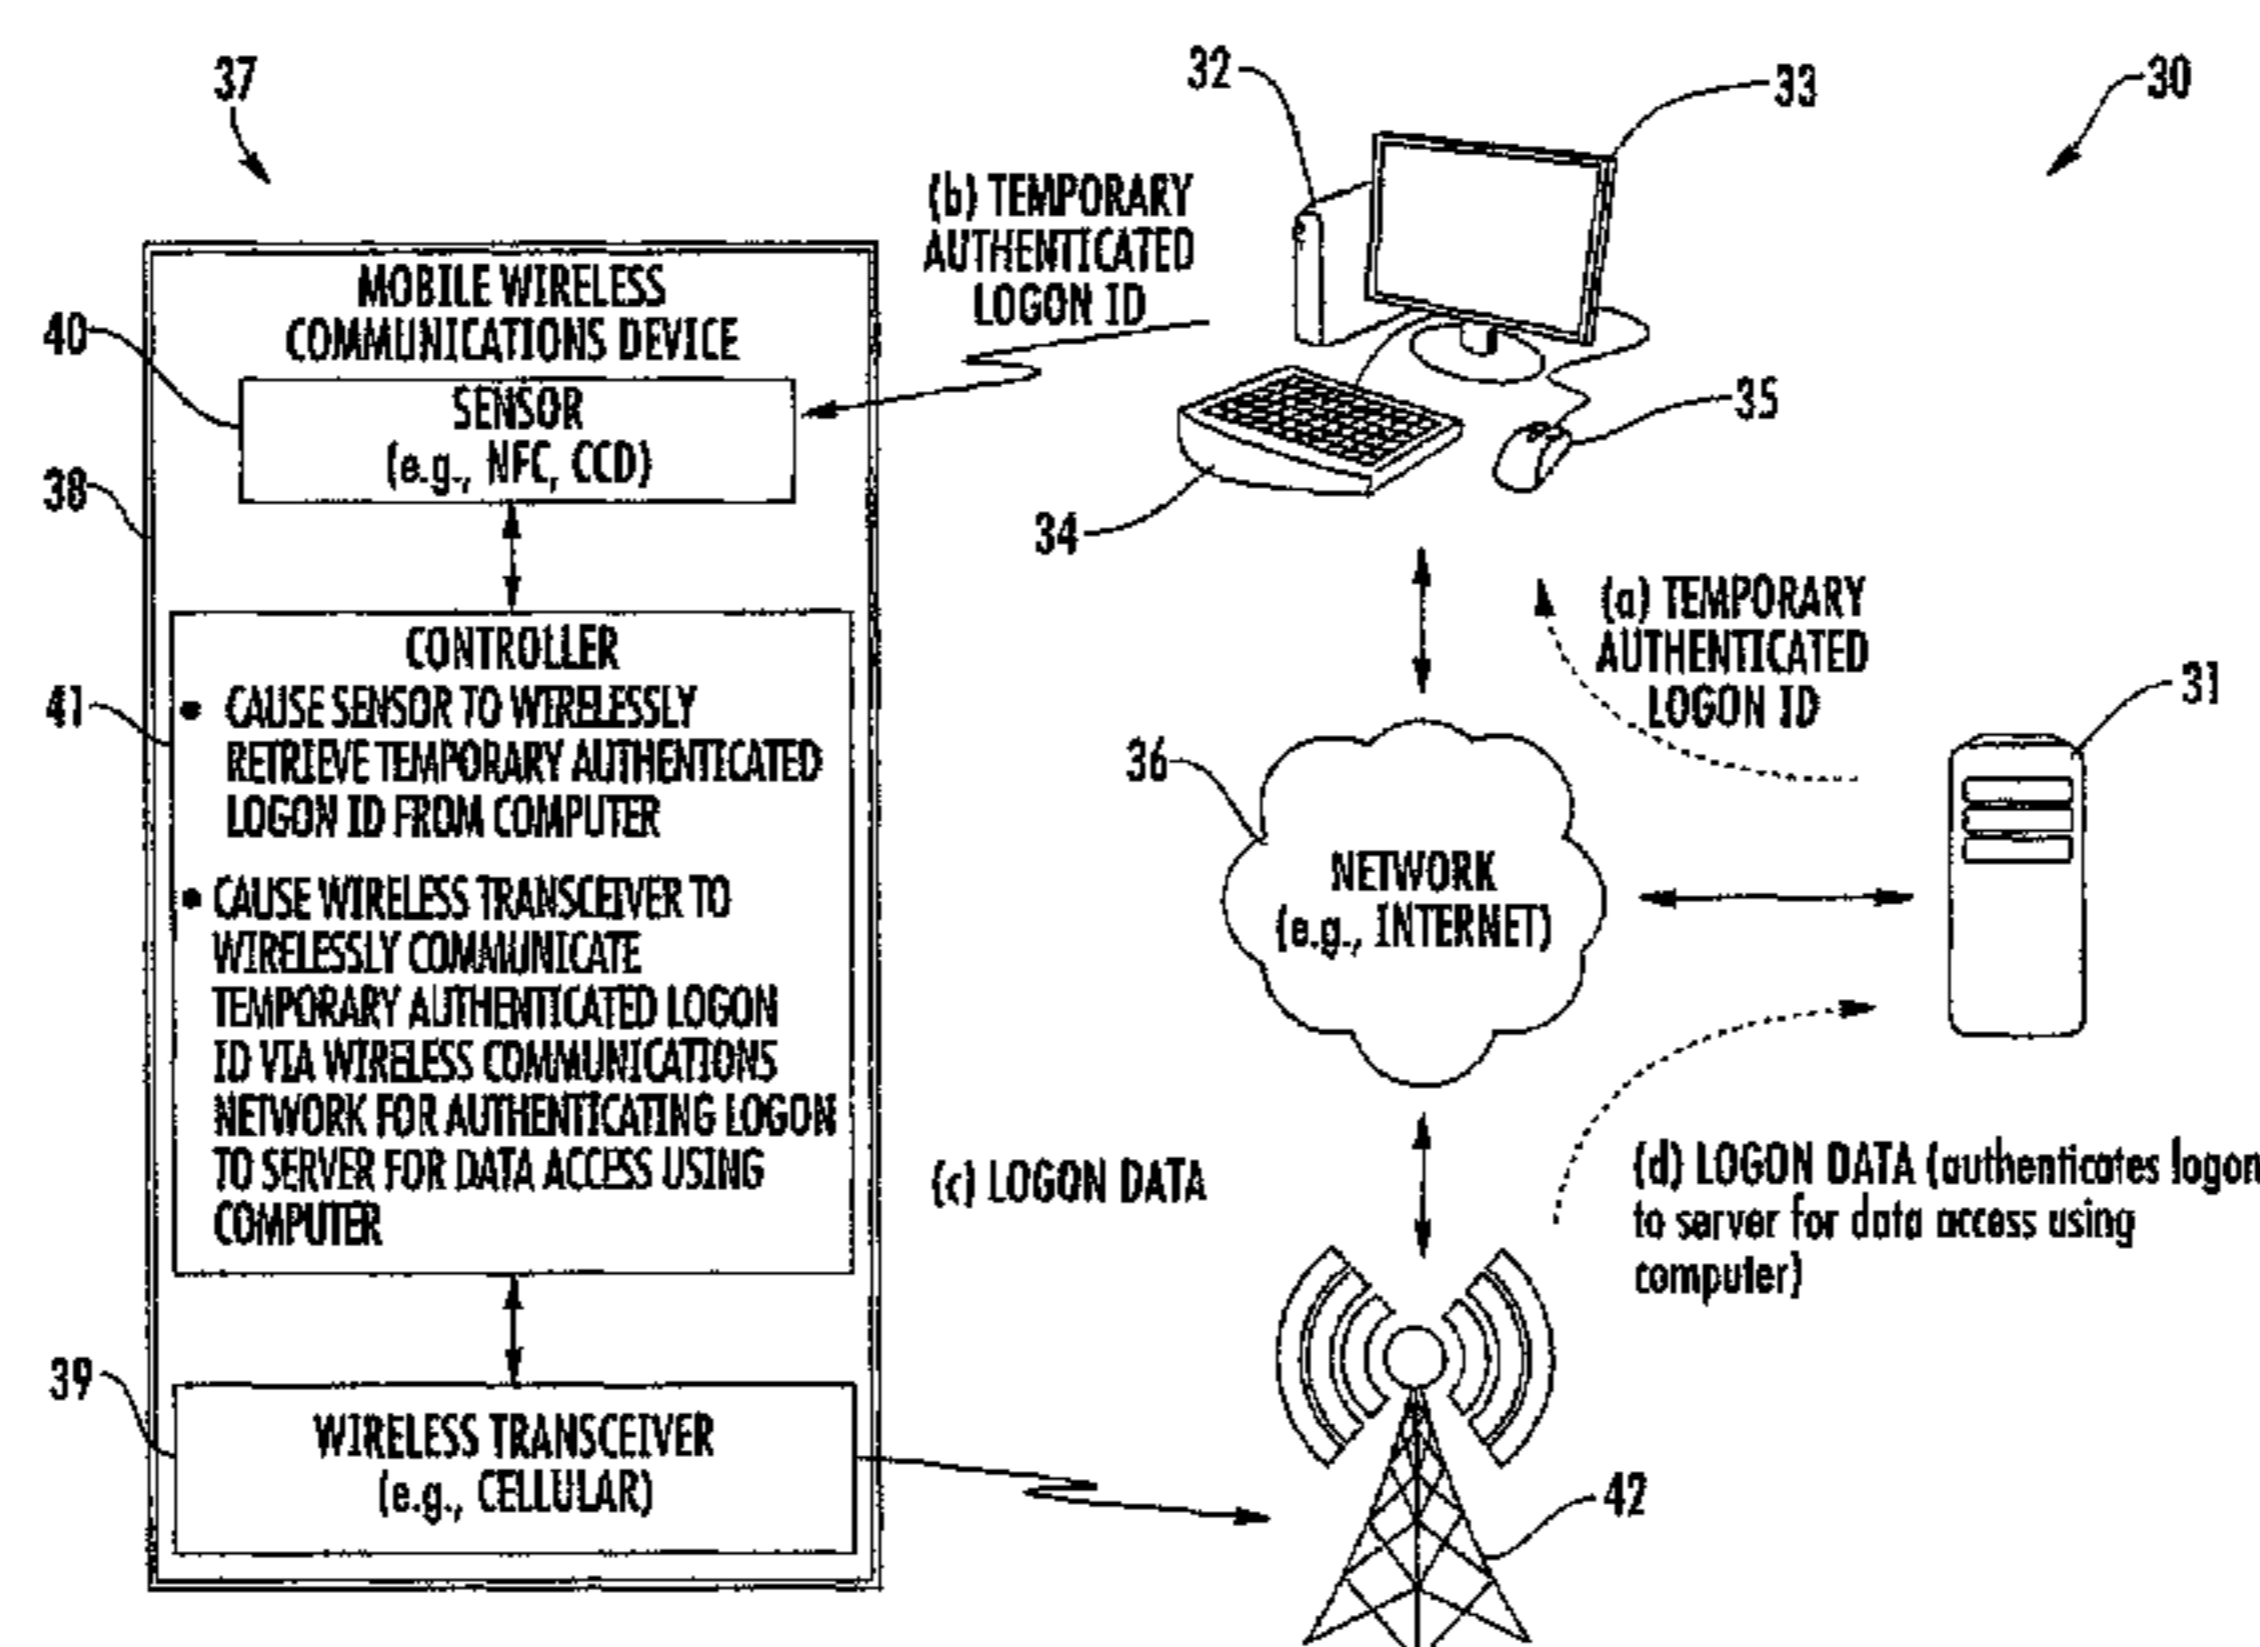 37
32
33
30
(b) TEMPORARY
AUTHENTICATED
LOGON ID
MOBILE WIRELESS
COMMUNICATIONS DEVICE
40
SENSOR
(e.g., NFC, CCD)
35
38
34
(a) TEMPORARY
AUTHENTICATED
LOGON ID
CONTROLLER
31
41
• CAUSE SENSOR TO WIRELESSLY
RETRIEVE TEMPORARY AUTHENTICATED
LOGON ID FROM COMPUTER
36
NETWORK
(e.g., INTERNET)
• CAUSE WIRELESS TRANSCEIVER TO
WIRELESSLY COMMUNICATE
TEMPORARY AUTHENTICATED LOGON
ID VIA WIRELESS COMMUNICATIONS
NETWORK FOR AUTHENTICATING LOGON
TO SERVER FOR DATA ACCESS USING
COMPUTER
(c) LOGON DATA
(d) LOGON DATA (authenticates logon
to server for data access using
computer)
39
WIRELESS TRANSCEIVER
(e.g., CELLULAR)
42